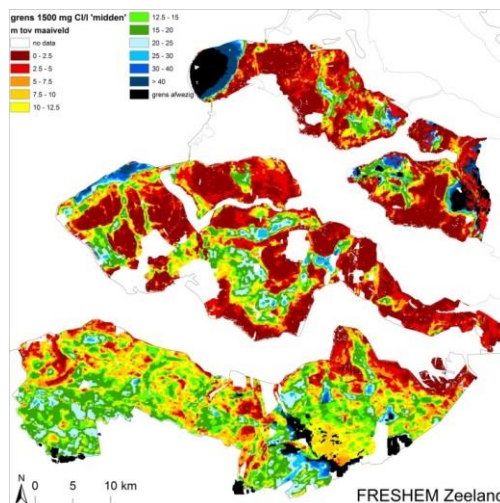 grens 1500 mg Cl/l 'midden'
m tov maaiveld
no data
0 - 2.5
2.5 - 5
5 - 7.5
7.5 - 10
10 - 12.5
12.5 - 15
15 - 20
20 - 25
25 - 30
30 - 40
> 40
grens afwezig
N
0 5 10 km
FRESHEM Zeeland